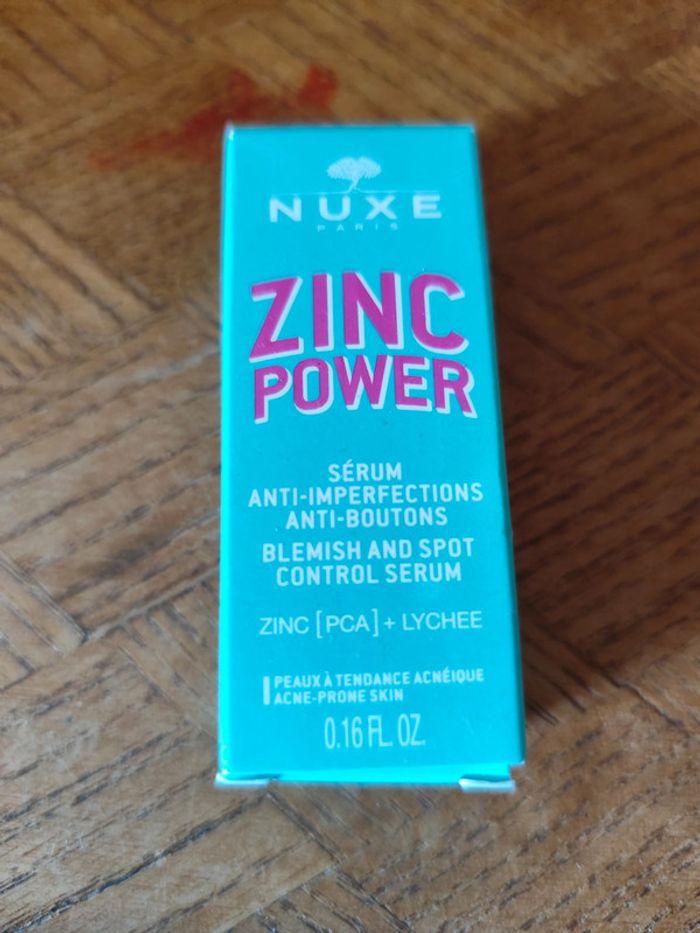 NUXE
PARIS
ZINC
POWER
SÉRUM
ANTI-IMPERFECTIONS
ANTI-BOUTONS
BLEMISH AND SPOT
CONTROL SERUM
ZINC [PCA] + LYCHEE
PEAUX À TENDANCE ACNÉIQUE
ACNE-PRONE SKIN
0.16 FL. OZ.